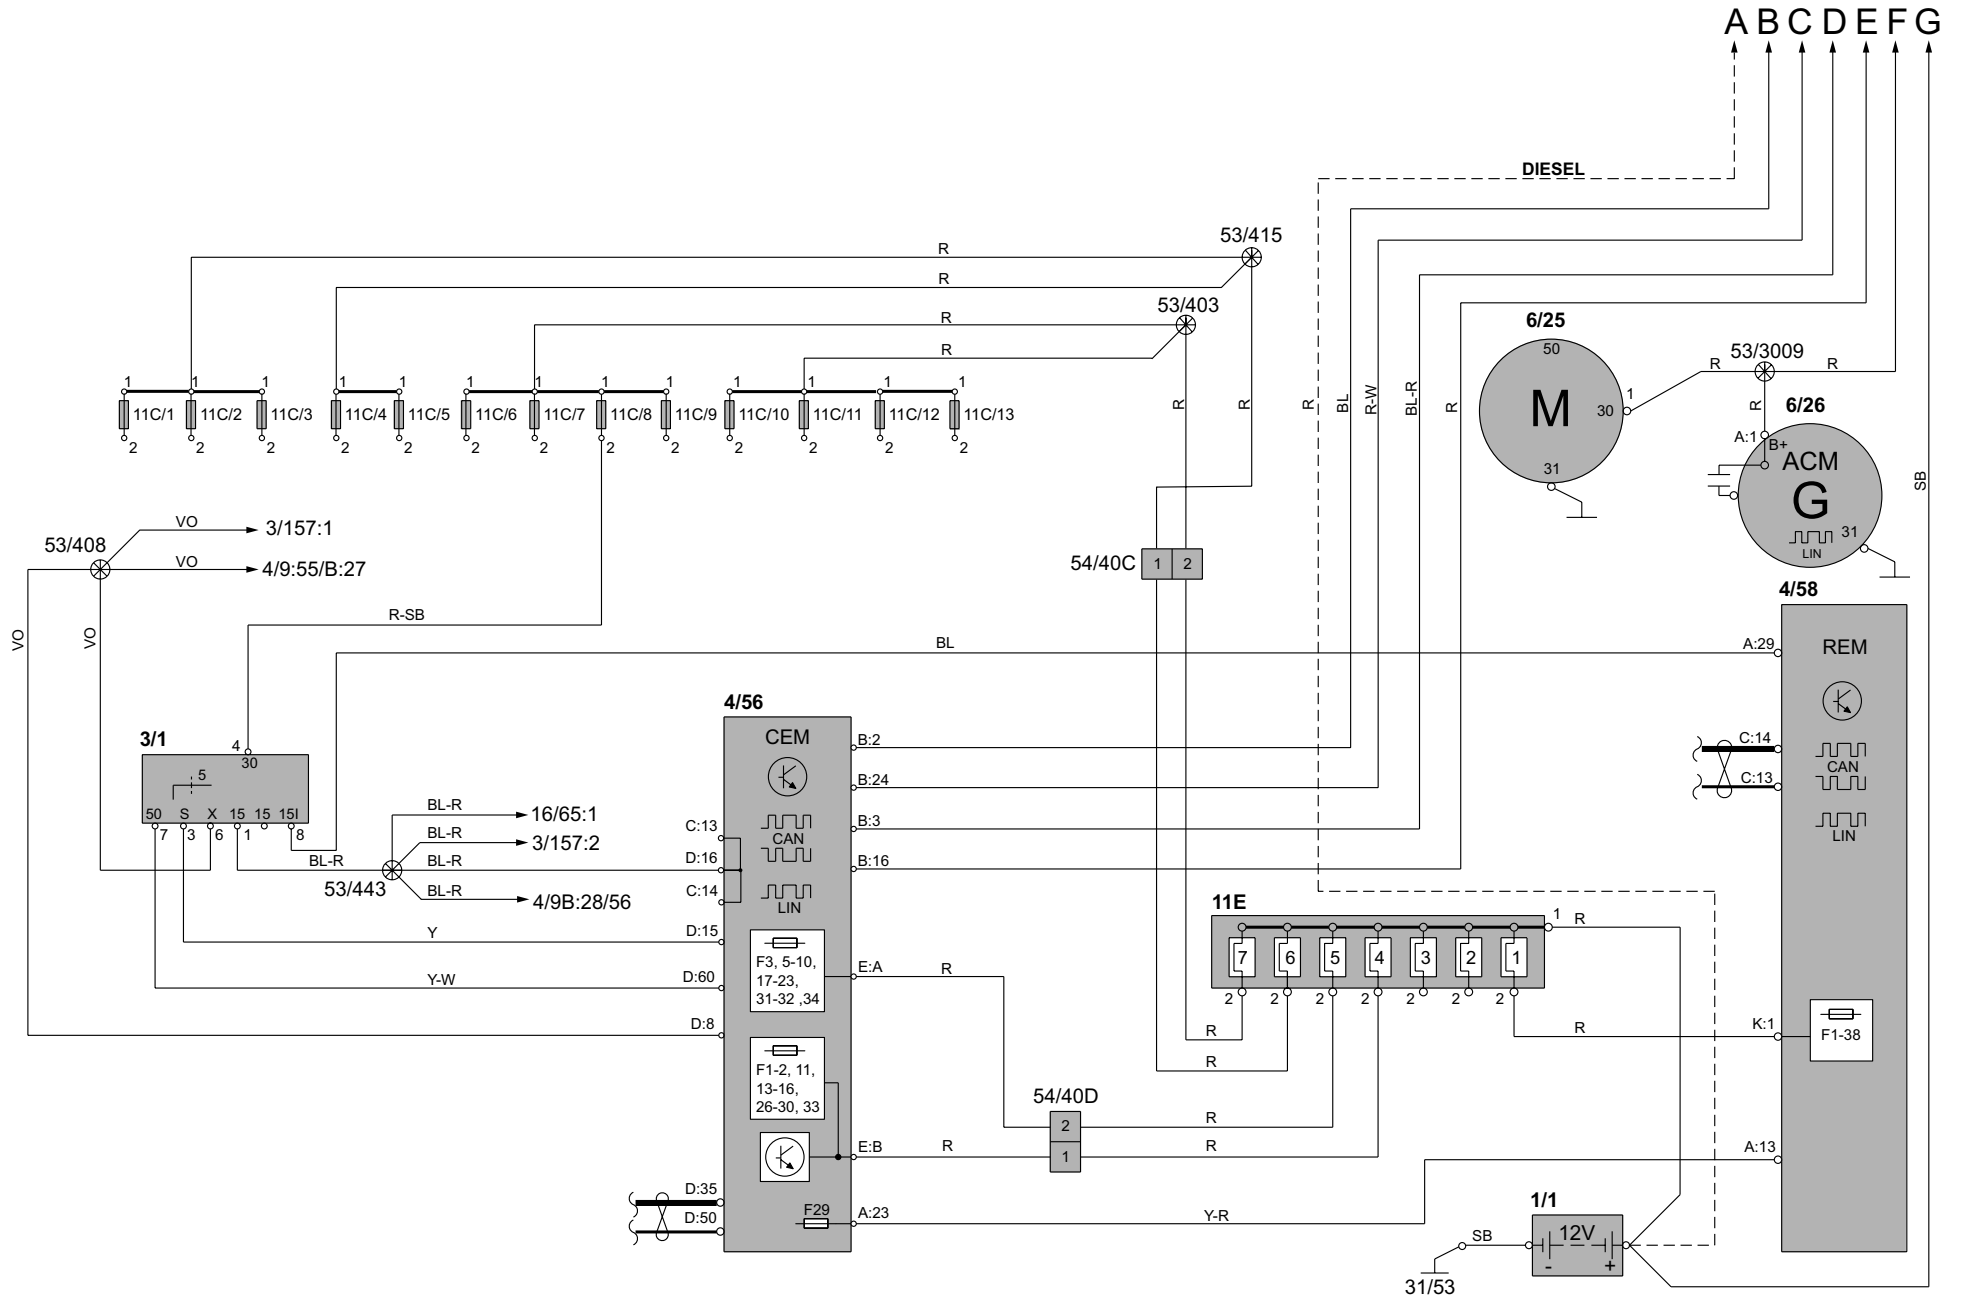 A B C D E F G
DIESEL
53/415
R
R
53/403
R
R
6/25
50
M
30
1
31
R
53/3009
R
R
6/26
A:1
B+
ACM
G
31
LIN
SB
1 1 1 1 1 1 1 1 1 1 1 1 1
11C/1 11C/2 11C/3 11C/4 11C/5 11C/6 11C/7 11C/8 11C/9 11C/10 11C/11 11C/12 11C/13
2 2 2 2 2 2 2 2 2 2 2 2 2
R R R BL R-W BL-R R
VO
3/157:1
53/408
VO
4/9:55/B:27
54/40C
1 2
VO
VO
R-SB
BL
4/58
A:29
REM
C:14
CAN
C:13
LIN
F1-38
K:1
A:13
3/1
4
30
5
50 S X 15 15 15I
7 3 6 1 8
BL-R
53/443
BL-R
16/65:1
BL-R
3/157:2
BL-R
BL-R
4/9B:28/56
Y
Y-W
4/56
CEM
CAN
LIN
C:13
D:16
C:14
D:15
D:60
D:8
D:35
D:50
F3, 5-10,
17-23,
31-32 ,34
F1-2, 11,
13-16,
26-30, 33
F29
B:2
B:24
B:3
B:16
E:A
R
E:B
R
A:23
Y-R
54/40D
2
1
R
R
11E
1
R
7 6 5 4 3 2 1
2 2 2 2 2 2 2
R
R
R
1/1
12V
- +
SB
31/53